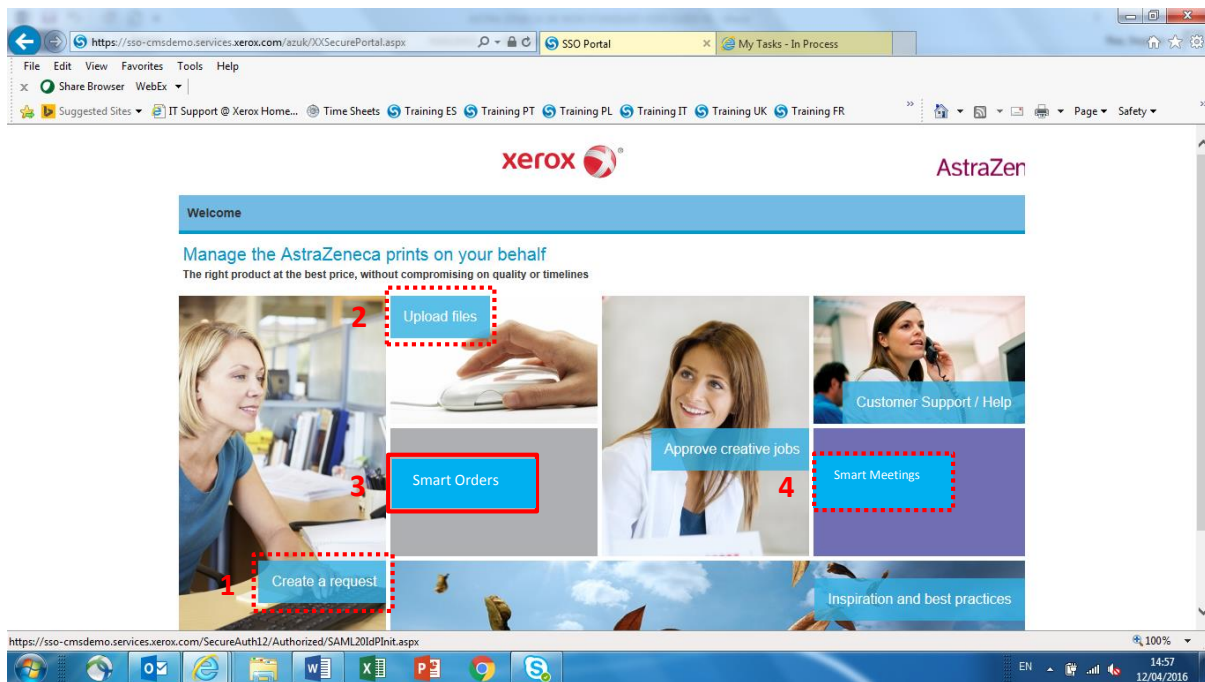 https://sso-cmsdemo.services.xerox.com/azuk/XXSecurePortal.aspx
SSO Portal
My Tasks - In Process
File Edit View Favorites Tools Help
x Share Browser WebEx
Suggested Sites IT Support @ Xerox Home... Time Sheets Training ES Training PT Training PL Training IT Training UK Training FR » Page Safety »
xerox
AstraZen
Welcome
Manage the AstraZeneca prints on your behalf
The right product at the best price, without compromising on quality or timelines
2
Upload files
Customer Support / Help
Approve creative jobs
3
Smart Orders
4
Smart Meetings
1
Create a request
Inspiration and best practices
https://sso-cmsdemo.services.xerox.com/SecureAuth12/Authorized/SAML20IdPInit.aspx
100%
EN
14:57
12/04/2016